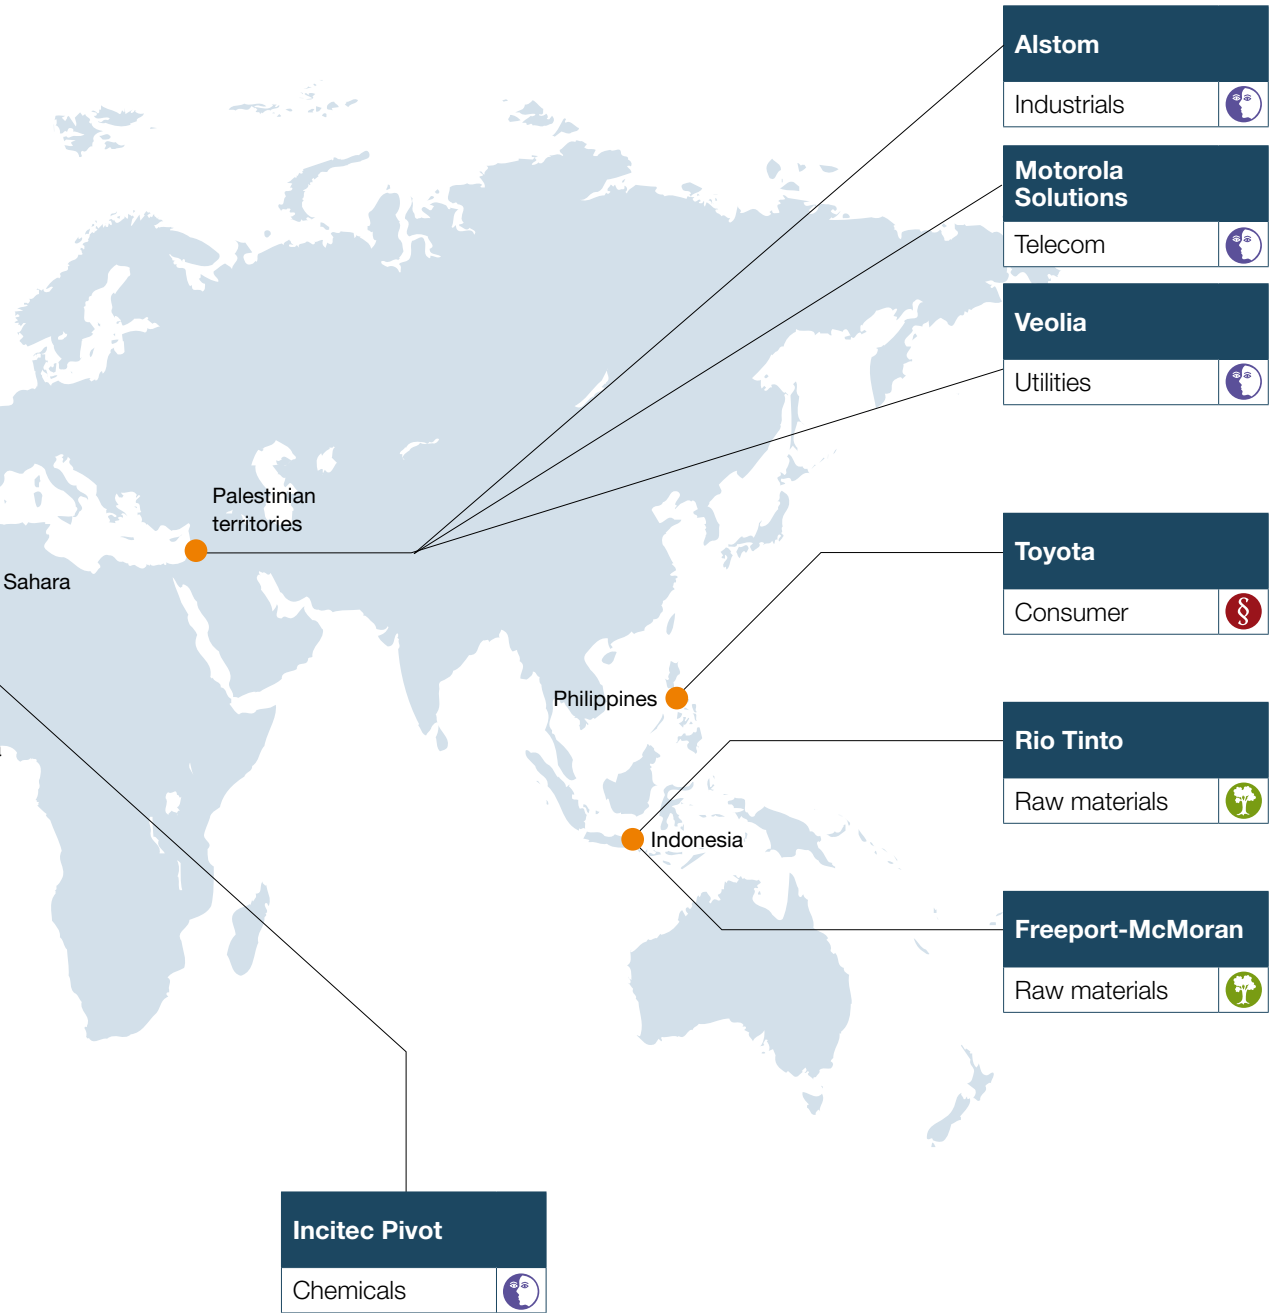 Alstom
Industrials
Motorola
Solutions
Telecom
Veolia
Utilities
Palestinian
territories
Sahara
Toyota
Consumer
§
Philippines
Rio Tinto
Raw materials
Indonesia
Freeport-McMoran
Raw materials
Incitec Pivot
Chemicals